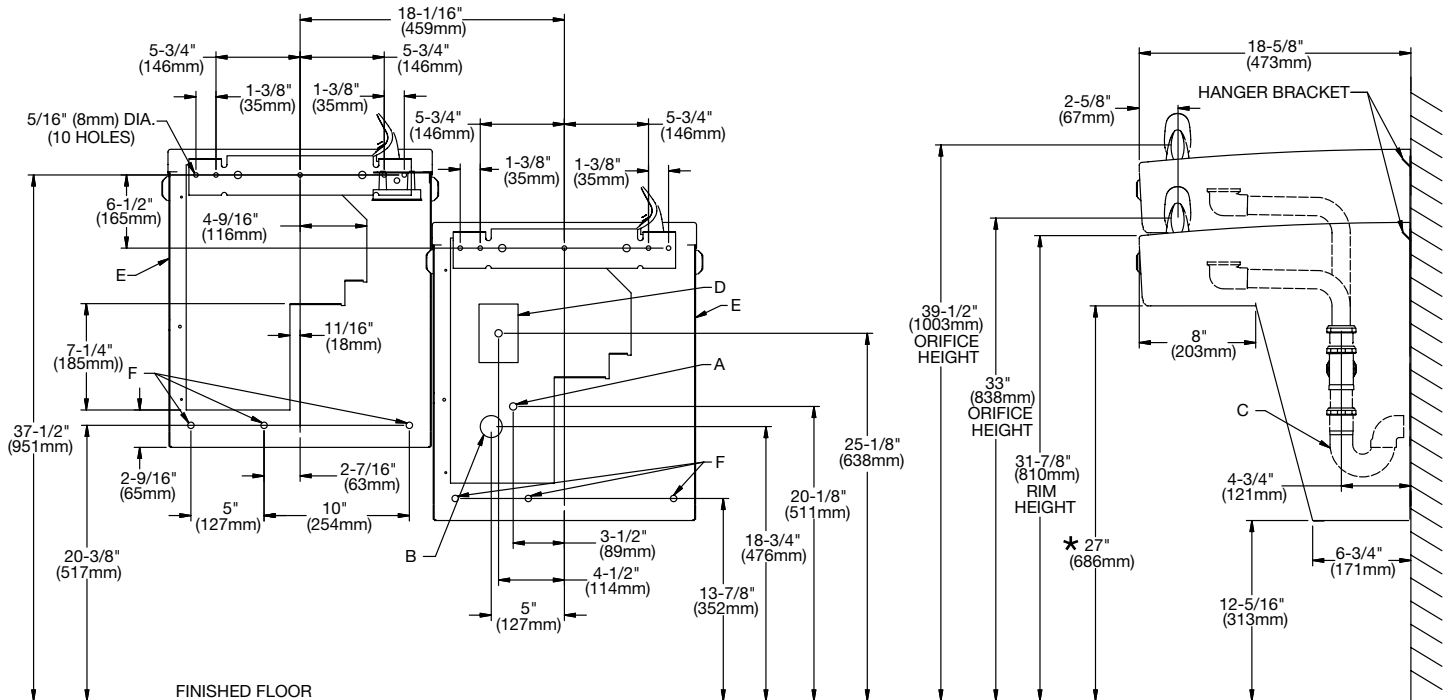 18-1/16"
(459mm)
5-3/4"
(146mm)
5-3/4"
(146mm)
1-3/8"
(35mm)
1-3/8"
(35mm)
5/16" (8mm) DIA.
(10 HOLES)
5-3/4"
(146mm)
5-3/4"
(146mm)
1-3/8"
(35mm)
1-3/8"
(35mm)
6-1/2"
(165mm)
4-9/16"
(116mm)
E
D
E
11/16"
(18mm)
7-1/4"
(185mm))
F
A
37-1/2"
(951mm)
25-1/8"
(638mm)
2-9/16"
(65mm)
2-7/16"
(63mm)
F
5"
(127mm)
10"
(254mm)
20-1/8"
(511mm)
20-3/8"
(517mm)
B
3-1/2"
(89mm)
18-3/4"
(476mm)
4-1/2"
(114mm)
13-7/8"
(352mm)
5"
(127mm)
FINISHED FLOOR
18-5/8"
(473mm)
2-5/8"
(67mm)
HANGER BRACKET
39-1/2"
(1003mm)
ORIFICE
HEIGHT
8"
(203mm)
33"
(838mm)
ORIFICE
HEIGHT
C
31-7/8"
(810mm)
RIM
HEIGHT
4-3/4"
(121mm)
* 27"
(686mm)
6-3/4"
(171mm)
12-5/16"
(313mm)